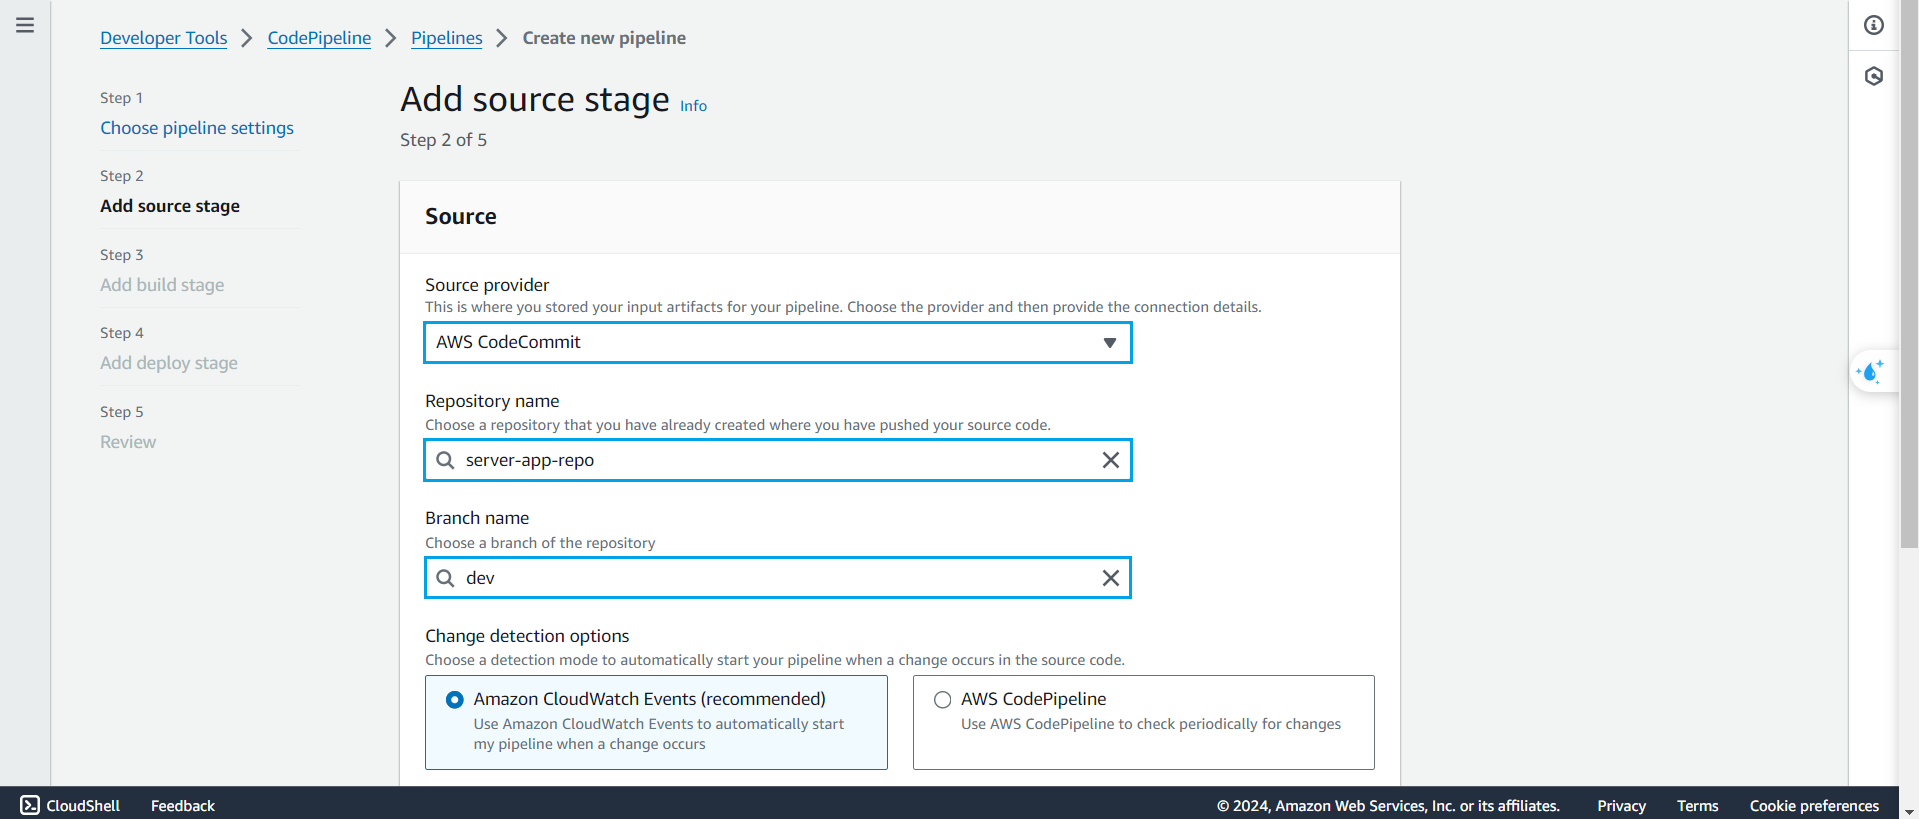 Developer Tools > CodePipeline > Pipelines > Create new pipeline
Step 1
Choose pipeline settings
Step 2
Add source stage
Step 3
Add build stage
Step 4
Add deploy stage
Step 5
Review
Add source stage Info
Step 2 of 5
Source
Source provider
This is where you stored your input artifacts for your pipeline. Choose the provider and then provide the connection details.
AWS CodeCommit
Repository name
Choose a repository that you have already created where you have pushed your source code.
server-app-repo
Branch name
Choose a branch of the repository
dev
Change detection options
Choose a detection mode to automatically start your pipeline when a change occurs in the source code.
Amazon CloudWatch Events (recommended)
Use Amazon CloudWatch Events to automatically start
my pipeline when a change occurs
AWS CodePipeline
Use AWS CodePipeline to check periodically for changes
CloudShell Feedback © 2024, Amazon Web Services, Inc. or its affiliates. Privacy Terms Cookie preferences